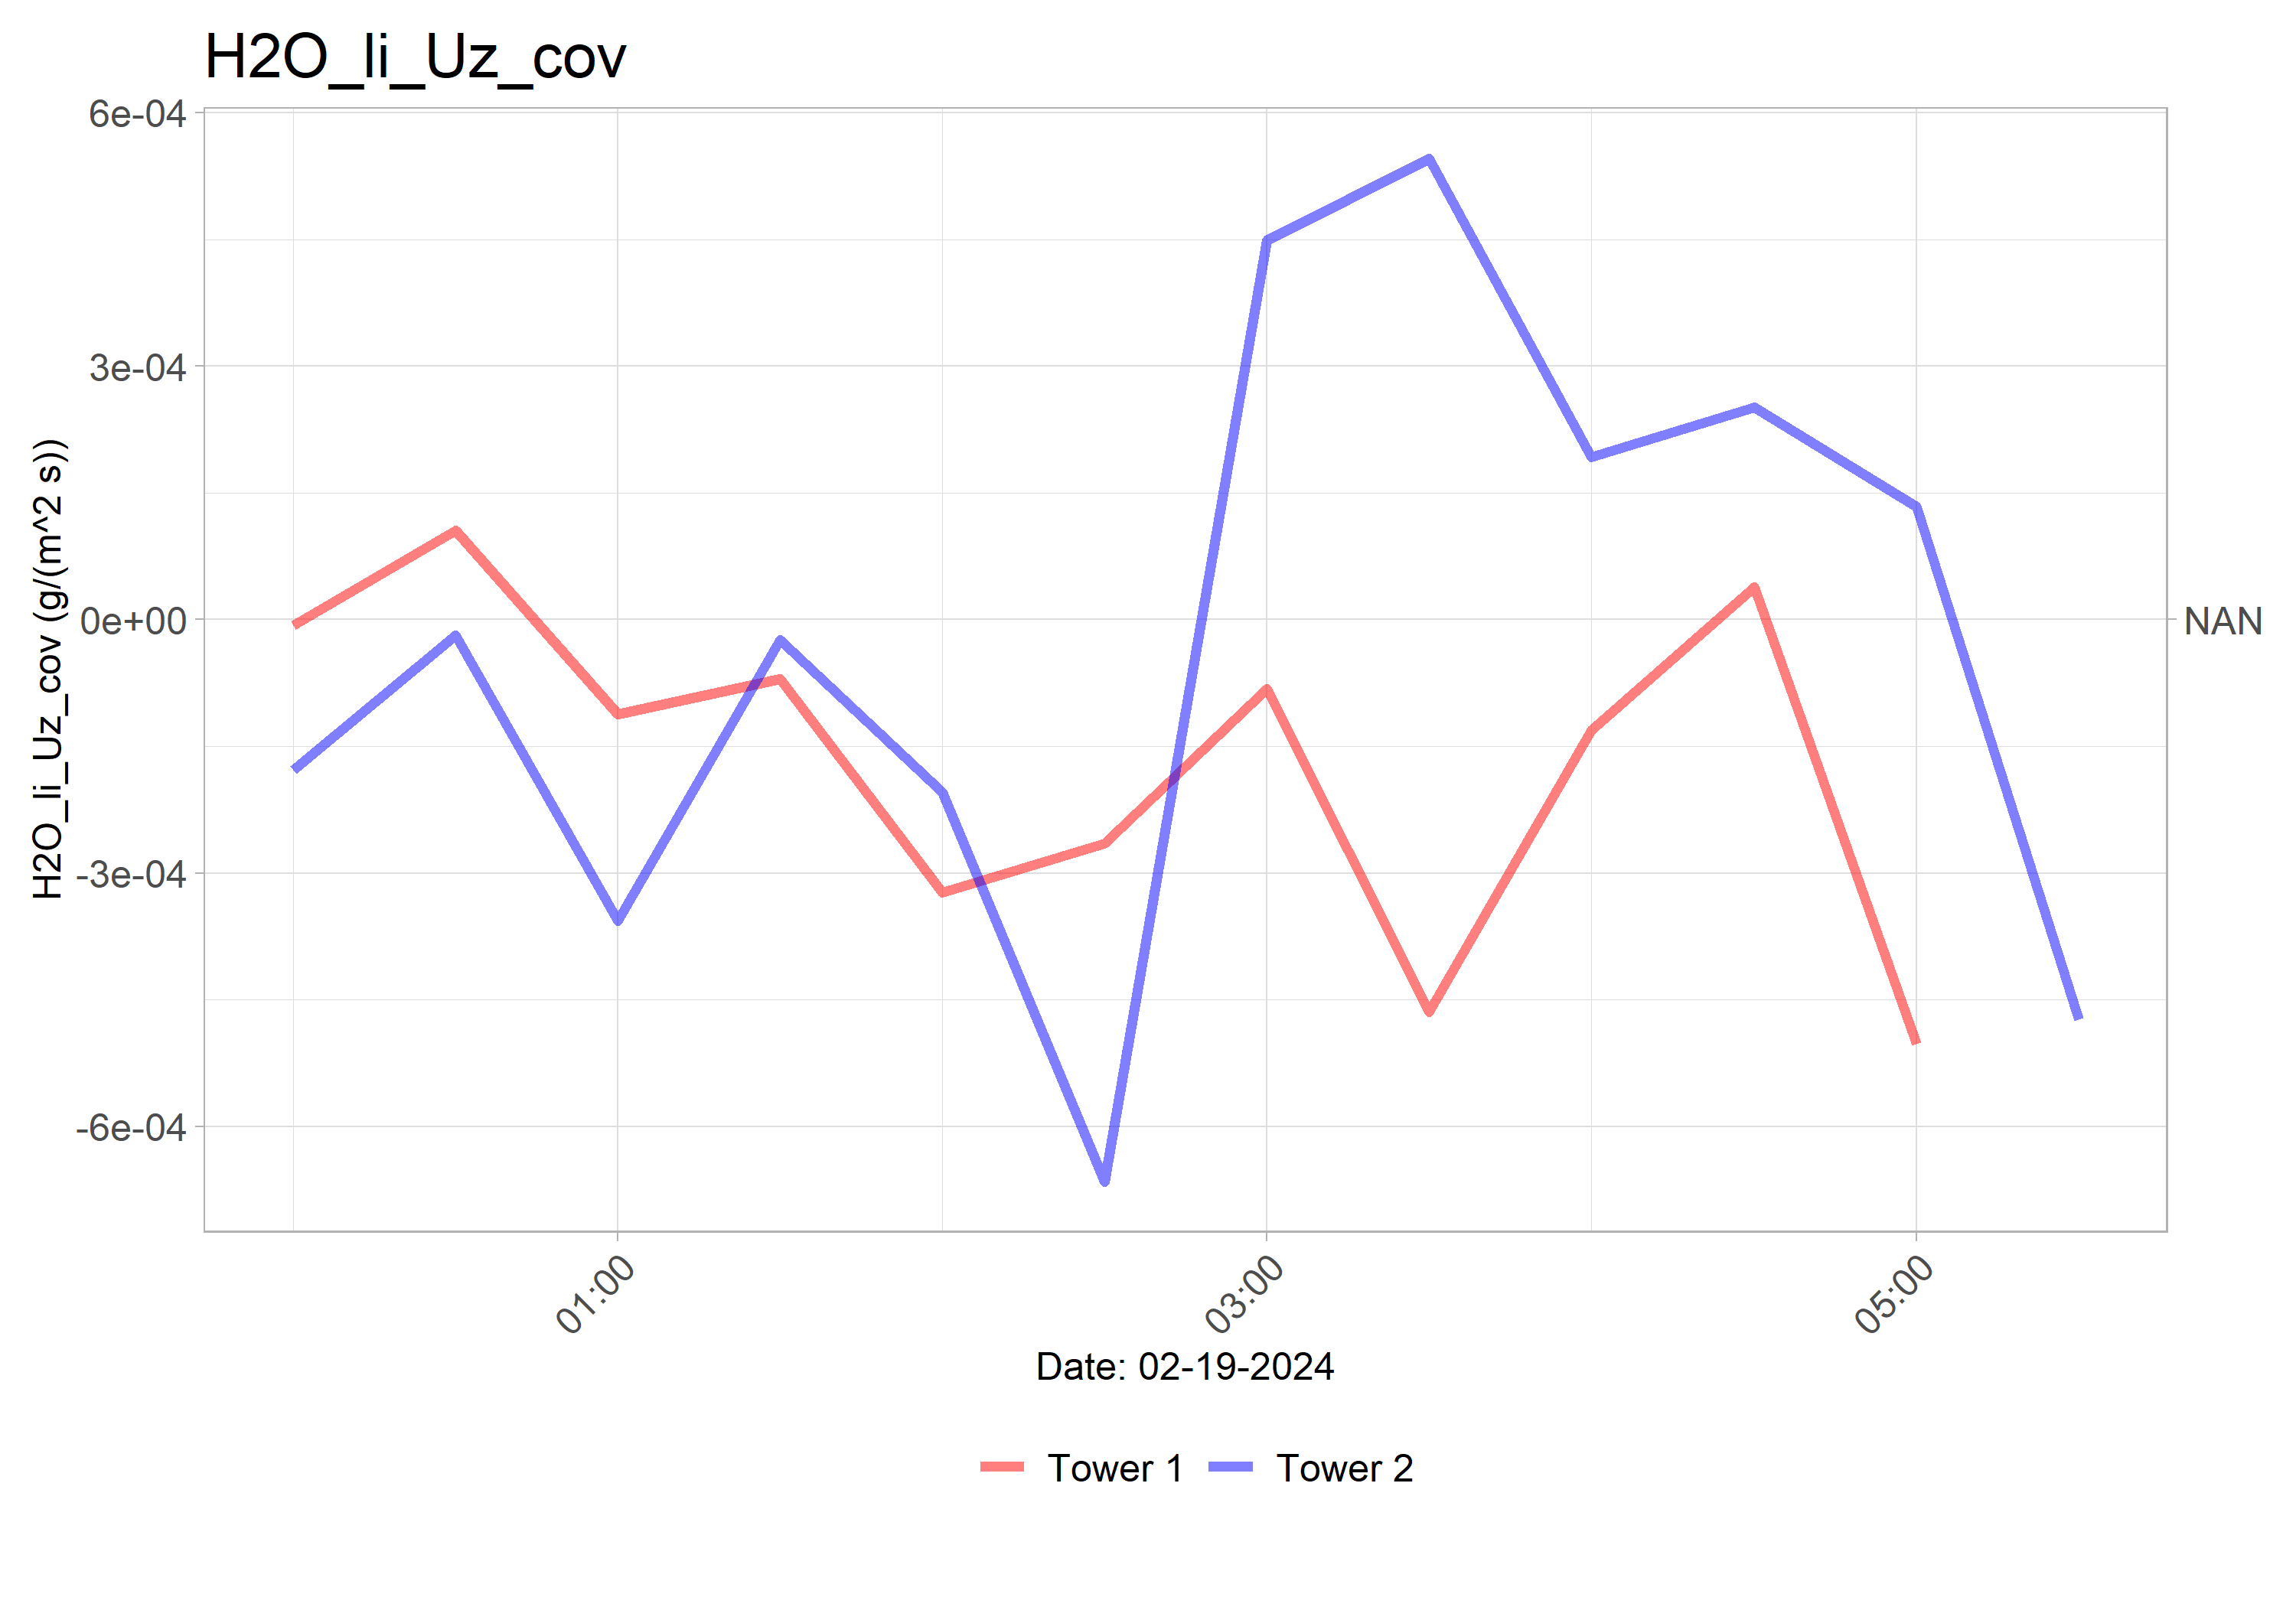 H2O_li_Uz_cov
6e-04
3e-04
0e+00
-3e-04
-6e-04
H2O_li_Uz_cov (g/(m^2 s))
NAN
01:00
03:00
05:00
Date: 02-19-2024
Tower 1
Tower 2